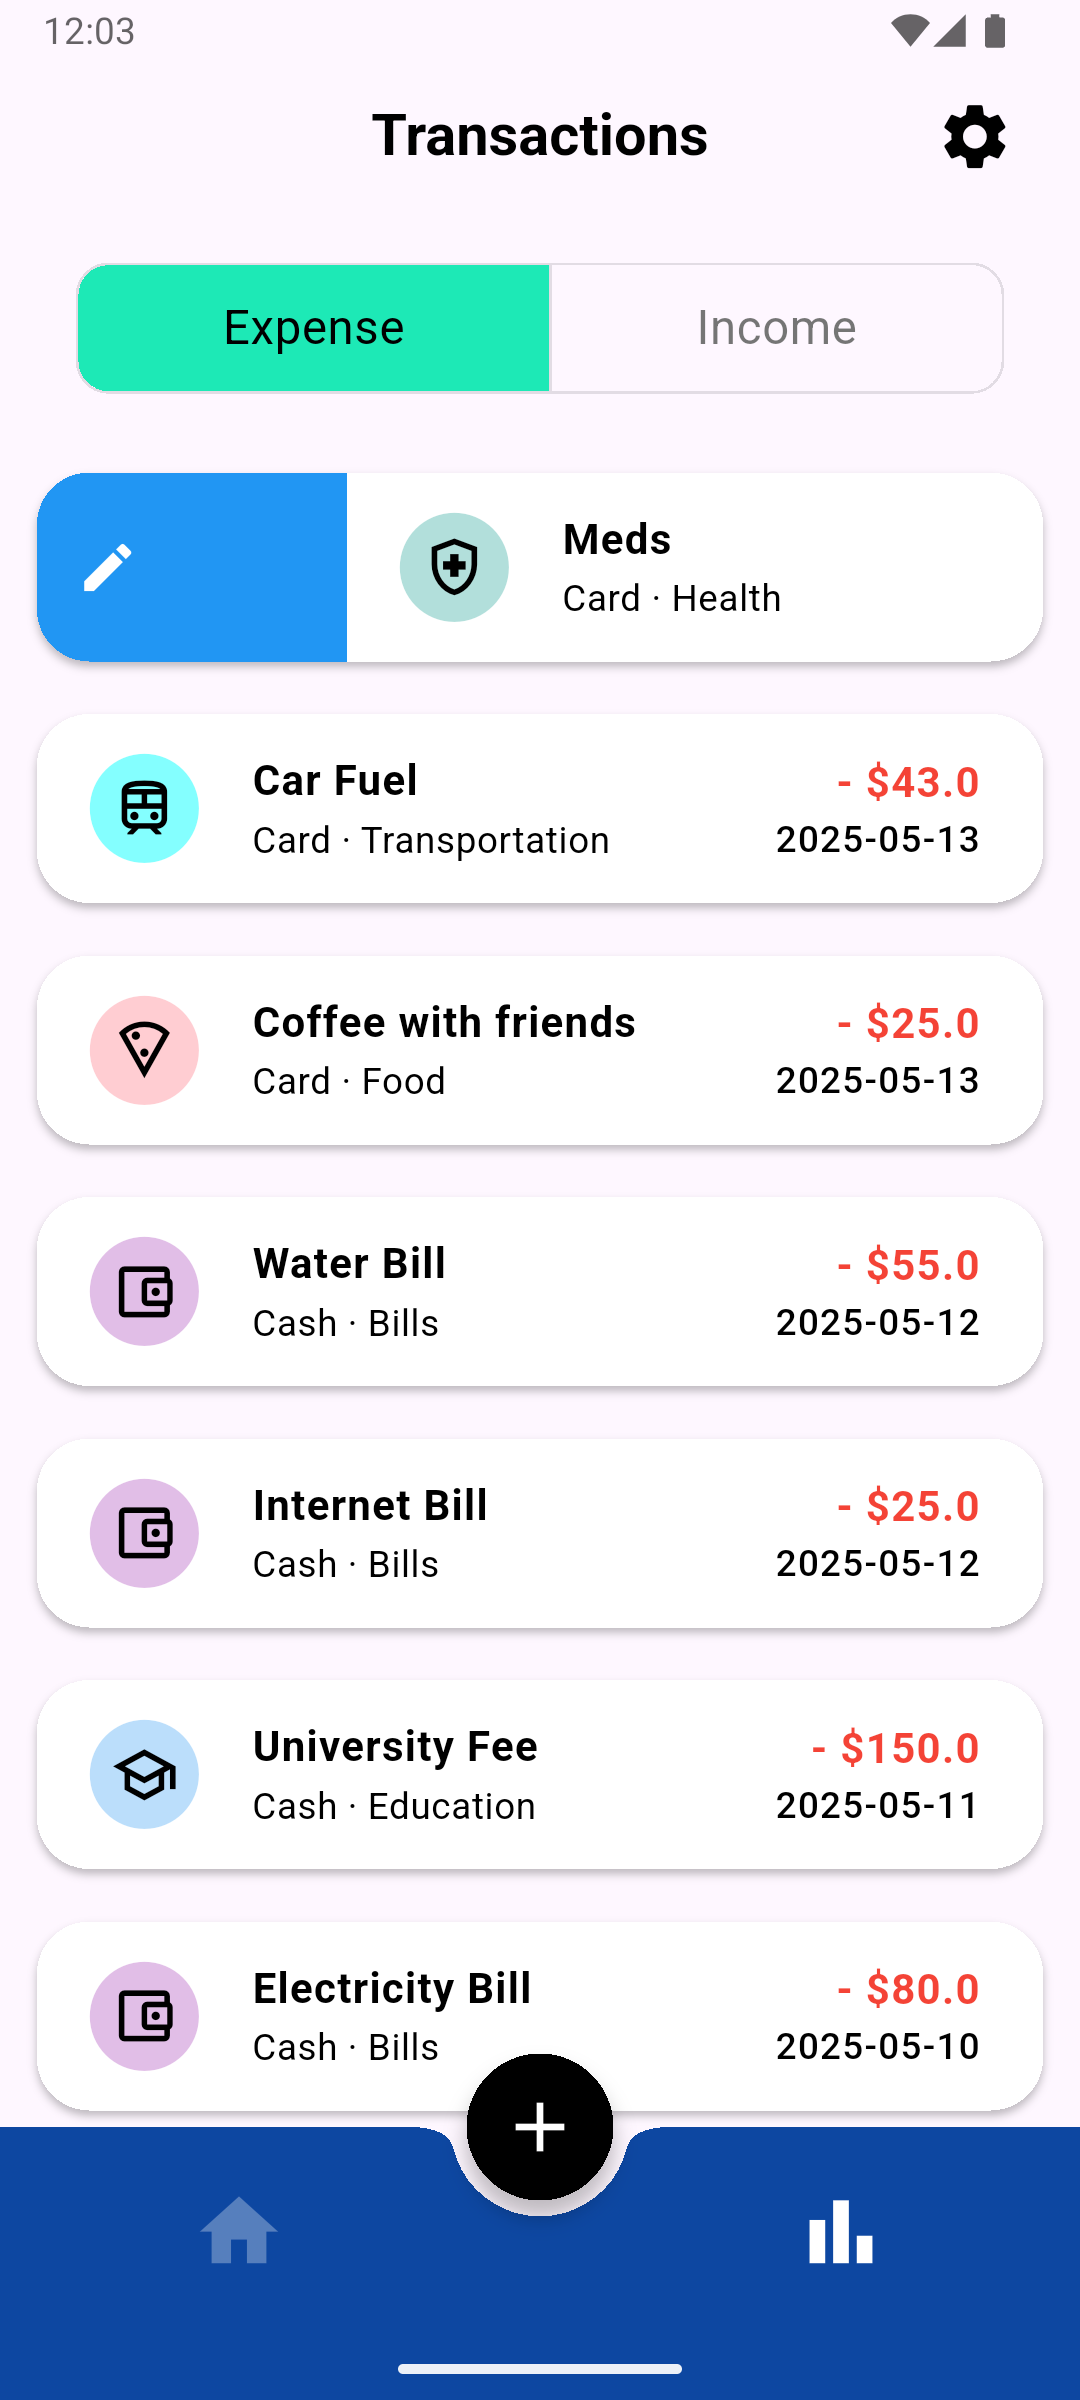 12:03
Transactions
Expense
Income
Meds
Card · Health
Car Fuel
- $43.0
Card · Transportation
2025-05-13
Coffee with friends
- $25.0
Card · Food
2025-05-13
Water Bill
- $55.0
Cash · Bills
2025-05-12
Internet Bill
- $25.0
Cash · Bills
2025-05-12
University Fee
- $150.0
Cash · Education
2025-05-11
Electricity Bill
- $80.0
Cash · Bills
2025-05-10